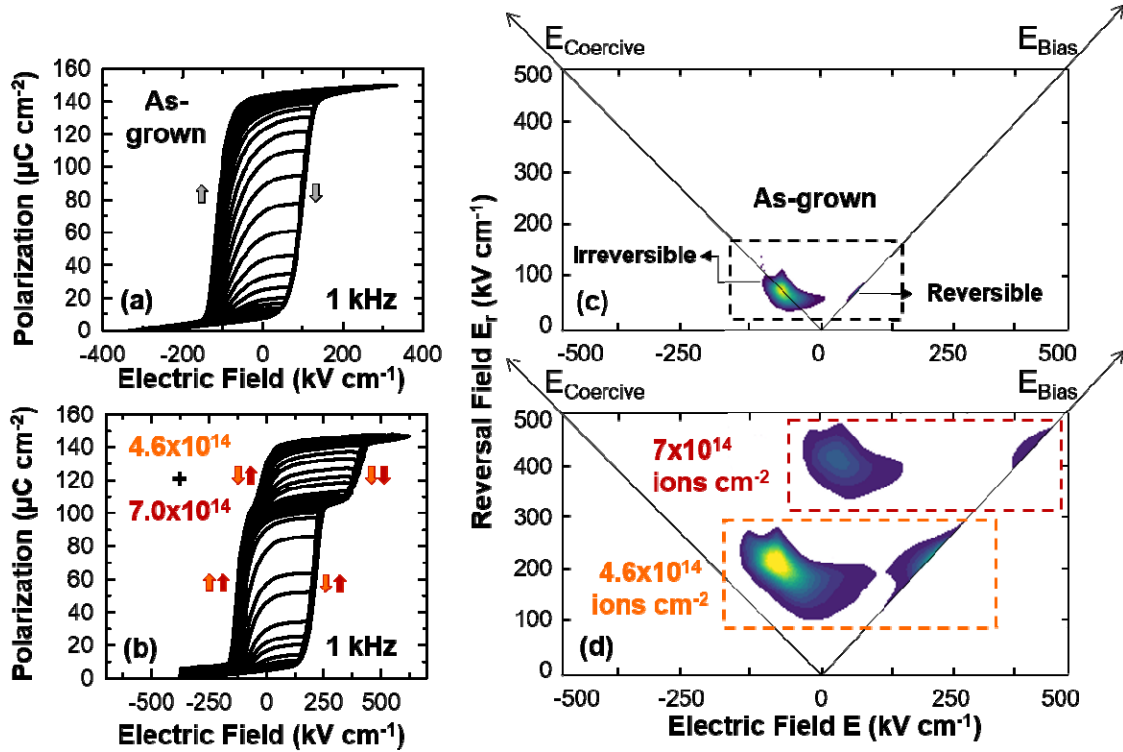 160
140
120
100
80
60
40
20
0
-400
-200
0
200
400
Polarization (µC cm⁻²)
As-
grown
(a)
1 kHz
Electric Field (kV cm⁻¹)
160
140
120
100
80
60
40
20
0
-500
-250
0
250
500
Polarization (µC cm⁻²)
4.6x10¹⁴
+
7.0x10¹⁴
(b)
1 kHz
Electric Field (kV cm⁻¹)
E_Coercive
E_Bias
500
400
300
200
100
0
As-grown
Irreversible
Reversible
(c)
-500
-250
0
250
500
Reversal Field E_r (kV cm⁻¹)
E_Coercive
E_Bias
500
400
300
200
100
0
7x10¹⁴
ions cm⁻²
4.6x10¹⁴
ions cm⁻²
(d)
-500
-250
0
250
500
Electric Field E (kV cm⁻¹)